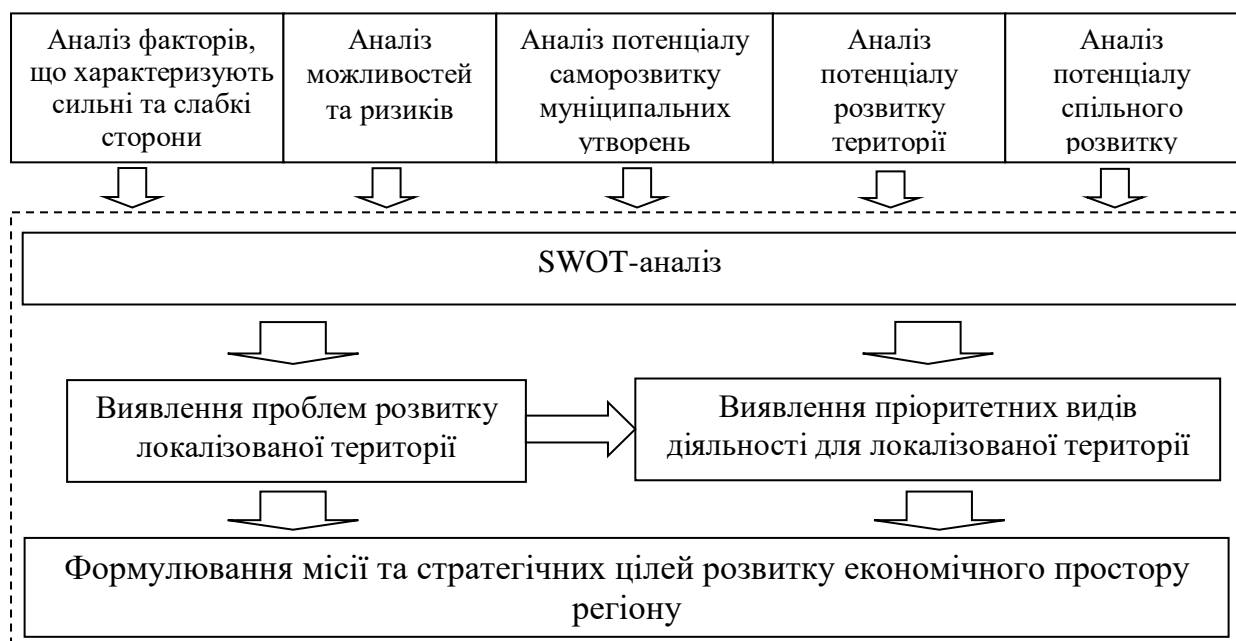 Аналіз факторів,
що характеризують
сильні та слабкі
сторони
Аналіз
можливостей
та ризиків
Аналіз потенціалу
саморозвитку
муніципальних
утворень
Аналіз
потенціалу
розвитку
території
Аналіз
потенціалу
спільного
розвитку
SWOT-аналіз
Виявлення проблем розвитку
локалізованої території
Виявлення пріоритетних видів
діяльності для локалізованої території
Формулювання місії та стратегічних цілей розвитку економічного простору
регіону